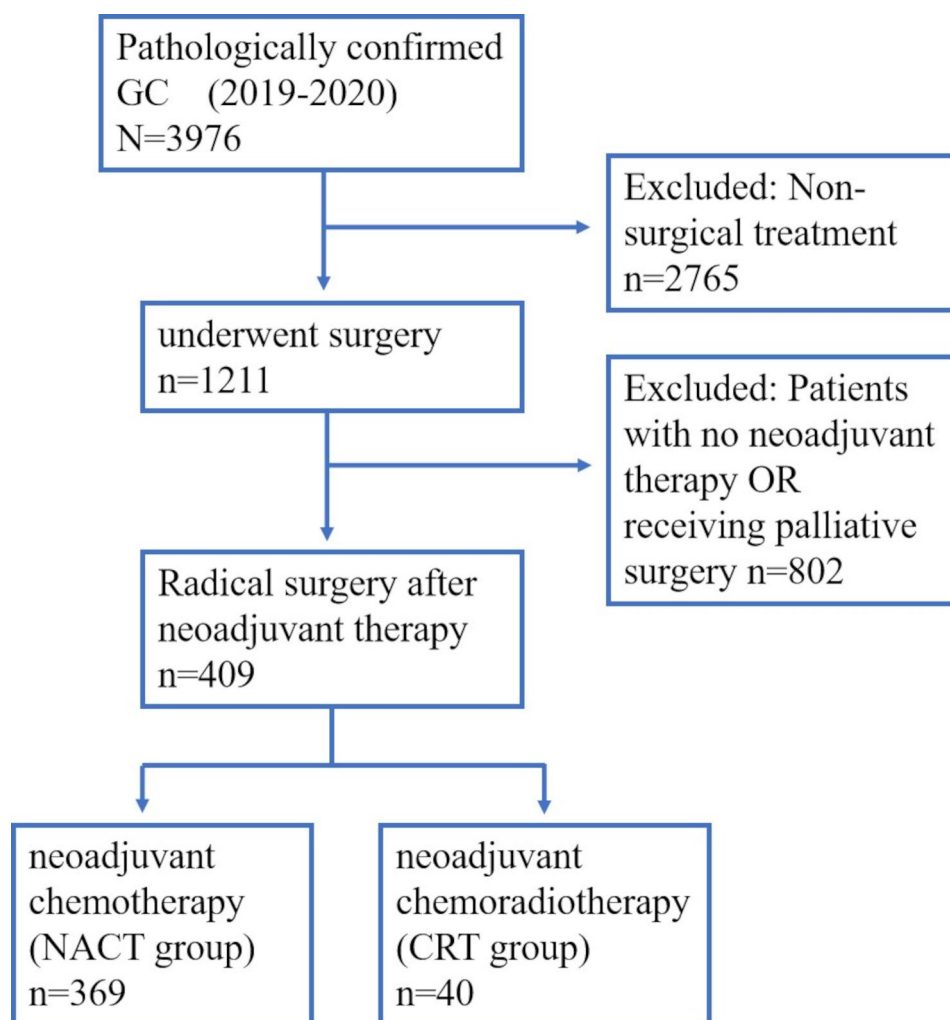 Pathologically confirmed
GC (2019-2020)
N=3976
Excluded: Non-
surgical treatment
n=2765
underwent surgery
n=1211
Excluded: Patients
with no neoadjuvant
therapy OR
receiving palliative
surgery n=802
Radical surgery after
neoadjuvant therapy
n=409
neoadjuvant
chemotherapy
(NACT group)
n=369
neoadjuvant
chemoradiotherapy
(CRT group)
n=40